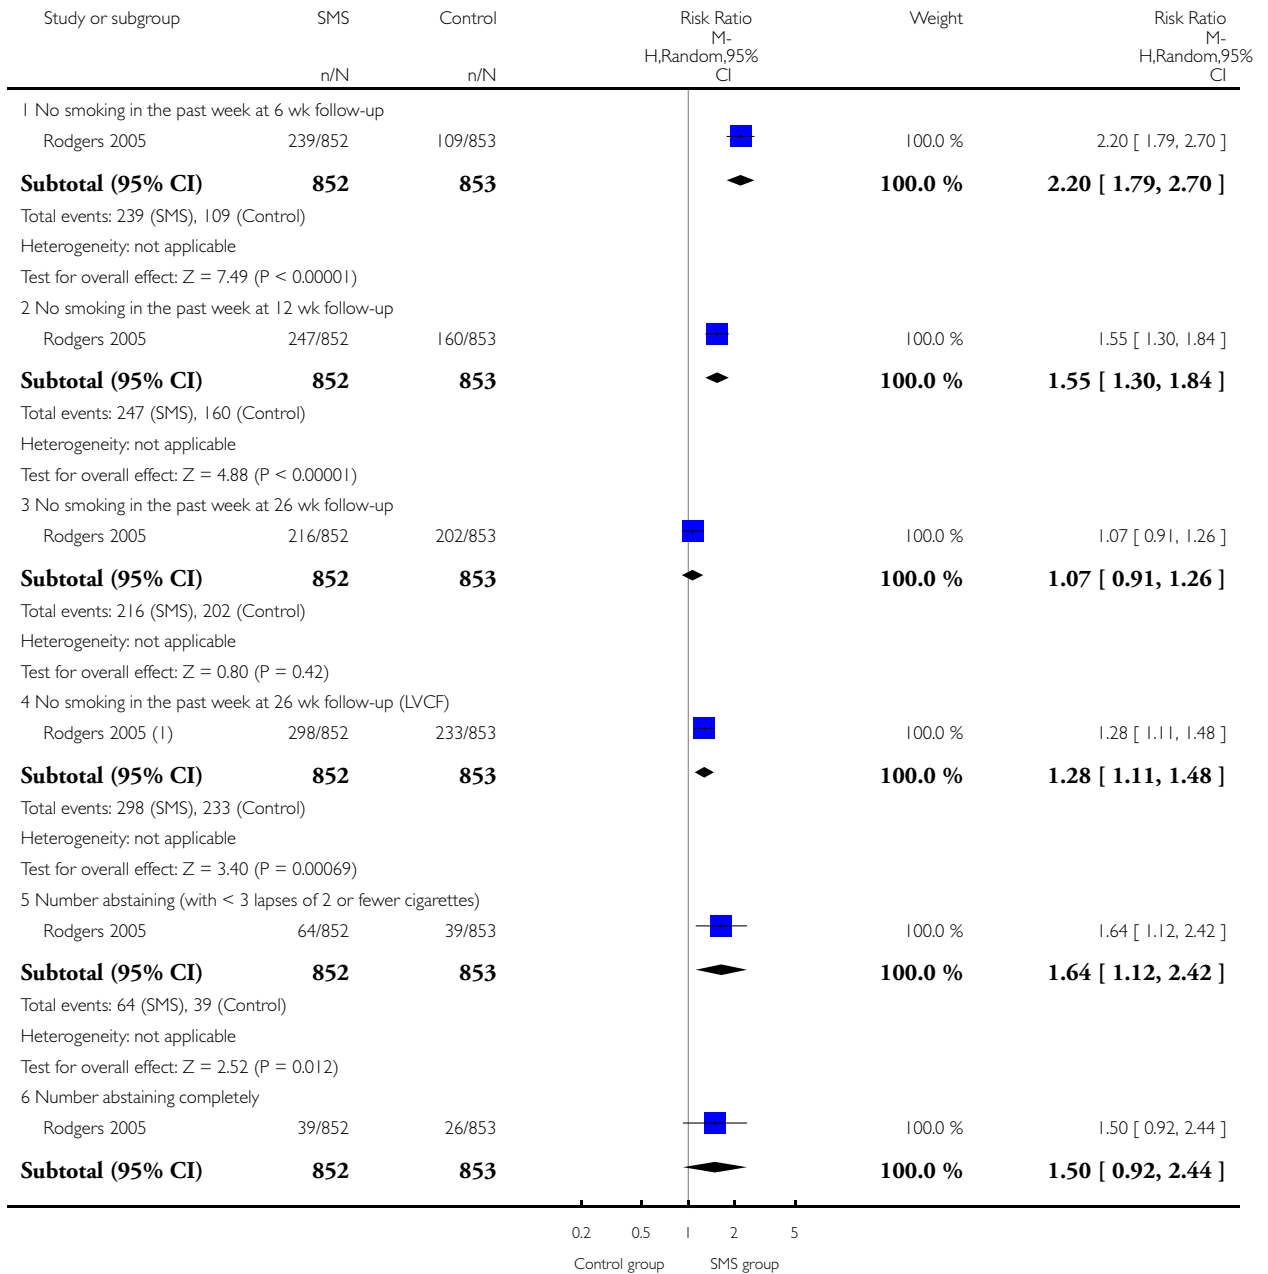 Study or subgroup SMS Control Risk Ratio Weight Risk Ratio
M- M-
H,Random,95% H,Random,95%
n/N n/N CI CI
1 No smoking in the past week at 6 wk follow-up
Rodgers 2005 239/852 109/853 100.0 % 2.20 [ 1.79, 2.70 ]
Subtotal (95% CI) 852 853 100.0 % 2.20 [ 1.79, 2.70 ]
Total events: 239 (SMS), 109 (Control)
Heterogeneity: not applicable
Test for overall effect: Z = 7.49 (P < 0.00001)
2 No smoking in the past week at 12 wk follow-up
Rodgers 2005 247/852 160/853 100.0 % 1.55 [ 1.30, 1.84 ]
Subtotal (95% CI) 852 853 100.0 % 1.55 [ 1.30, 1.84 ]
Total events: 247 (SMS), 160 (Control)
Heterogeneity: not applicable
Test for overall effect: Z = 4.88 (P < 0.00001)
3 No smoking in the past week at 26 wk follow-up
Rodgers 2005 216/852 202/853 100.0 % 1.07 [ 0.91, 1.26 ]
Subtotal (95% CI) 852 853 100.0 % 1.07 [ 0.91, 1.26 ]
Total events: 216 (SMS), 202 (Control)
Heterogeneity: not applicable
Test for overall effect: Z = 0.80 (P = 0.42)
4 No smoking in the past week at 26 wk follow-up (LVCF)
Rodgers 2005 (1) 298/852 233/853 100.0 % 1.28 [ 1.11, 1.48 ]
Subtotal (95% CI) 852 853 100.0 % 1.28 [ 1.11, 1.48 ]
Total events: 298 (SMS), 233 (Control)
Heterogeneity: not applicable
Test for overall effect: Z = 3.40 (P = 0.00069)
5 Number abstaining (with < 3 lapses of 2 or fewer cigarettes)
Rodgers 2005 64/852 39/853 100.0 % 1.64 [ 1.12, 2.42 ]
Subtotal (95% CI) 852 853 100.0 % 1.64 [ 1.12, 2.42 ]
Total events: 64 (SMS), 39 (Control)
Heterogeneity: not applicable
Test for overall effect: Z = 2.52 (P = 0.012)
6 Number abstaining completely
Rodgers 2005 39/852 26/853 100.0 % 1.50 [ 0.92, 2.44 ]
Subtotal (95% CI) 852 853 100.0 % 1.50 [ 0.92, 2.44 ]
0.2 0.5 1 2 5
Control group SMS group